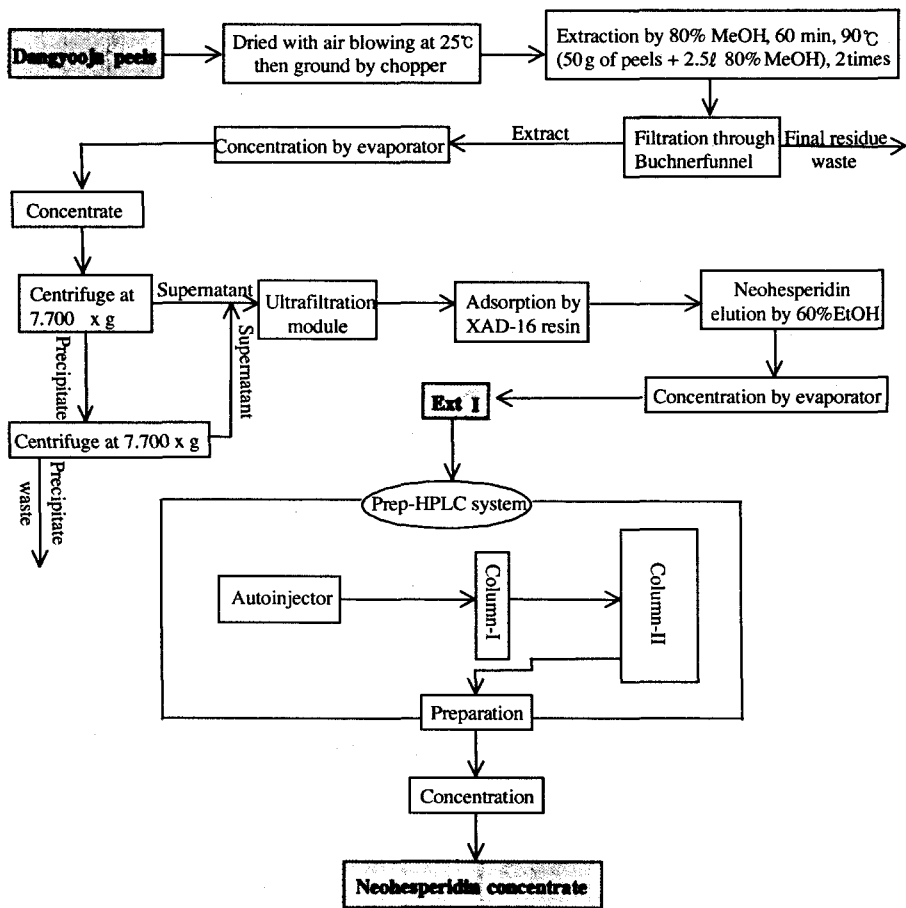 Dangyooja peels
Dried with air blowing at 25℃
then ground by chopper
Extraction by 80% MeOH, 60 min, 90℃
(50g of peels + 2.5ℓ 80% MeOH), 2times
Filtration through
Buchnerfunnel
Final residue
waste
Extract
Concentration by evaporator
Concentrate
Centrifuge at
7.700 x g
Supernatant
Precipitate
Supernatant
Centrifuge at 7.700 x g
Precipitate
waste
Ultrafiltration
module
Adsorption by
XAD-16 resin
Neohesperidin
elution by 60%EtOH
Concentration by evaporator
Ext I
Prep-HPLC system
Autoinjector
Column-I
Column-II
Preparation
Concentration
Neohesperidin concentrate